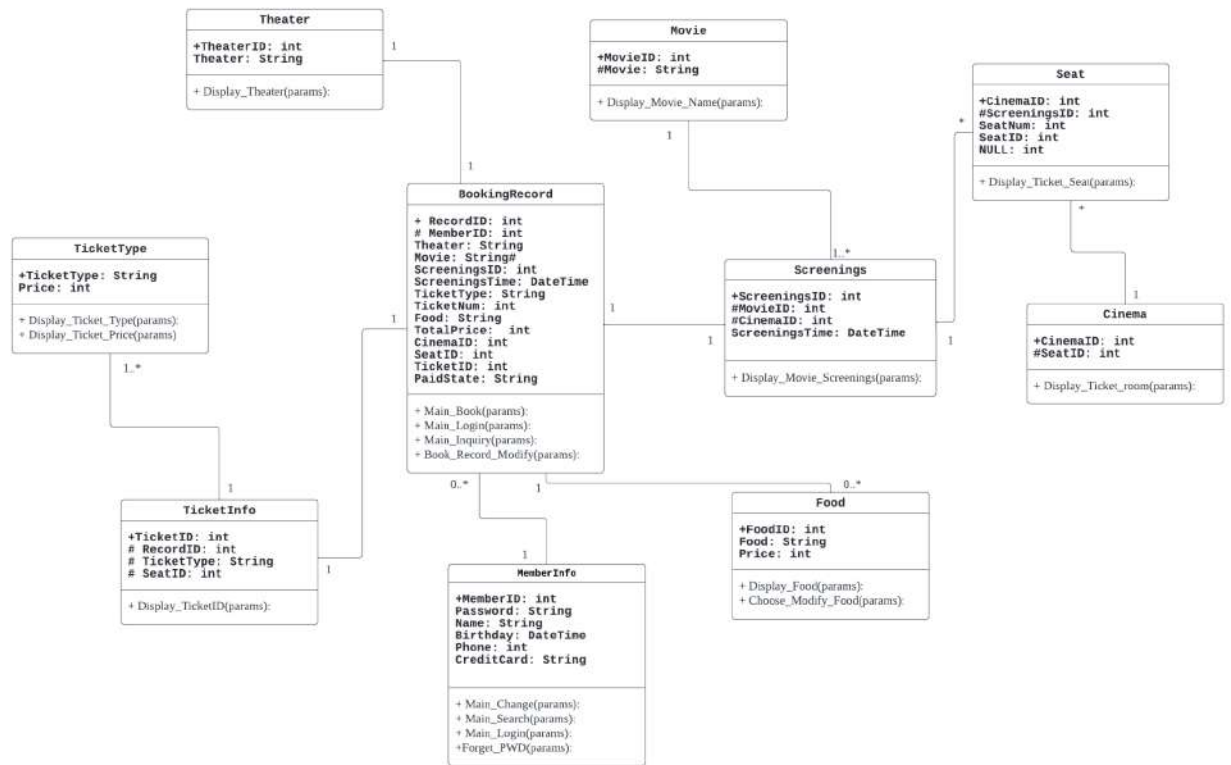 Theater
+TheaterID: int
Theater: String
+ Display_Theater(params):
1
1
Movie
+MovieID: int
#Movie: String
+ Display_Movie_Name(params):
1
1..*
Seat
+CinemaID: int
#ScreeningsID: int
SeatNum: int
SeatID: int
NULL: int
+ Display_Ticket_Seat(params):
*
*
1
BookingRecord
+ RecordID: int
# MemberID: int
Theater: String
Movie: String#
ScreeningsID: int
ScreeningsTime: DateTime
TicketType: String
TicketNum: int
Food: String
TotalPrice: int
CinemaID: int
SeatID: int
TicketID: int
PaidState: String
+ Main_Book(params):
+ Main_Login(params):
+ Main_Inquiry(params):
+ Book_Record_Modify(params):
TicketType
+TicketType: String
Price: int
+ Display_Ticket_Type(params):
+ Display_Ticket_Price(params)
1..*
1
1
1
Screenings
+ScreeningsID: int
#MovieID: int
#CinemaID: int
ScreeningsTime: DateTime
+ Display_Movie_Screenings(params):
1
1
1
Cinema
+CinemaID: int
#SeatID: int
+ Display_Ticket_room(params):
TicketInfo
+TicketID: int
# RecordID: int
# TicketType: String
# SeatID: int
+ Display_TicketID(params):
0..*
1
1
0..*
Food
+FoodID: int
Food: String
Price: int
+ Display_Food(params):
+ Choose_Modify_Food(params):
MemberInfo
+MemberID: int
Password: String
Name: String
Birthday: DateTime
Phone: int
CreditCard: String
+ Main_Change(params):
+ Main_Search(params):
+ Main_Login(params):
+Forget_PWD(params):